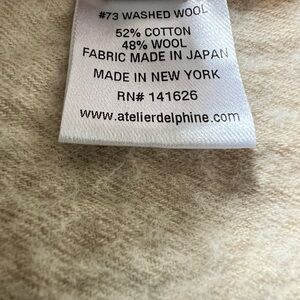 #73 WASHED WOOL
52% COTTON
48% WOOL
FABRIC MADE IN JAPAN
MADE IN NEW YORK
RN# 141626
www.atelierdelphine.com